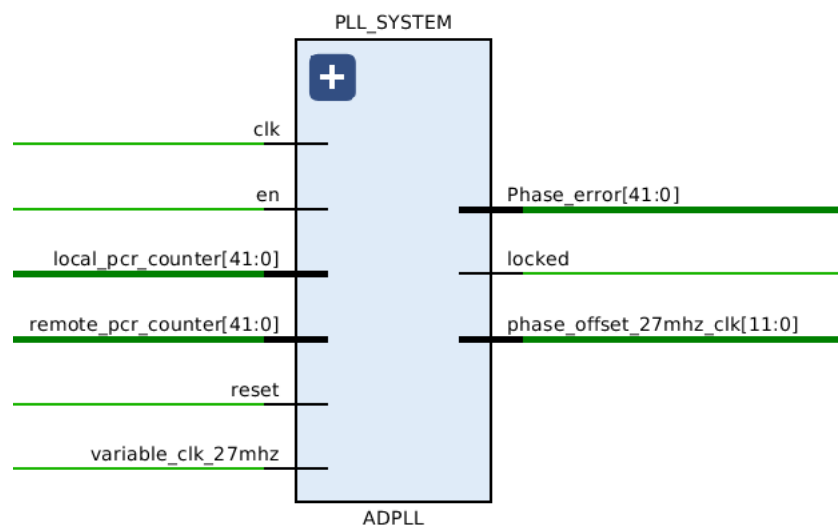 PLL_SYSTEM
clk
en
local_pcr_counter[41:0]
remote_pcr_counter[41:0]
reset
variable_clk_27mhz
Phase_error[41:0]
locked
phase_offset_27mhz_clk[11:0]
ADPLL